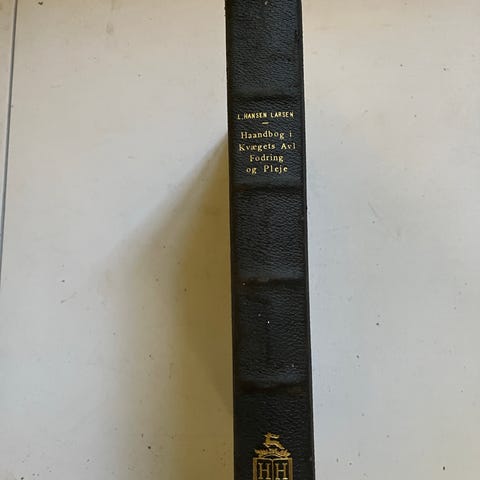 L. HANSEN LARSEN
Haandbog i
Kvægets Avl
Fodring
og Pleje
H H